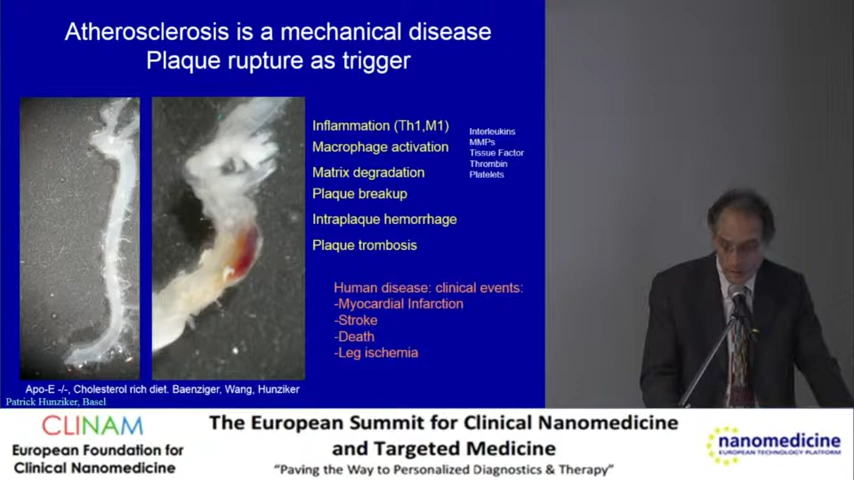 Atherosclerosis is a mechanical disease
Plaque rupture as trigger
Inflammation (Th1,M1)
Macrophage activation
Matrix degradation
Plaque breakup
Intraplaque hemorrhage
Plaque trombosis
Interleukins
MMPs
Tissue Factor
Thrombin
Platelets
Human disease: clinical events:
-Myocardial Infarction
-Stroke
-Death
-Leg ischemia
Apo-E -/-, Cholesterol rich diet. Baenziger, Wang, Hunziker
Patrick Hunziker, Basel
CLINAM
European Foundation for
Clinical Nanomedicine
The European Summit for Clinical Nanomedicine
and Targeted Medicine
"Paving the Way to Personalized Diagnostics & Therapy"
nanomedicine
EUROPEAN TECHNOLOGY PLATFORM